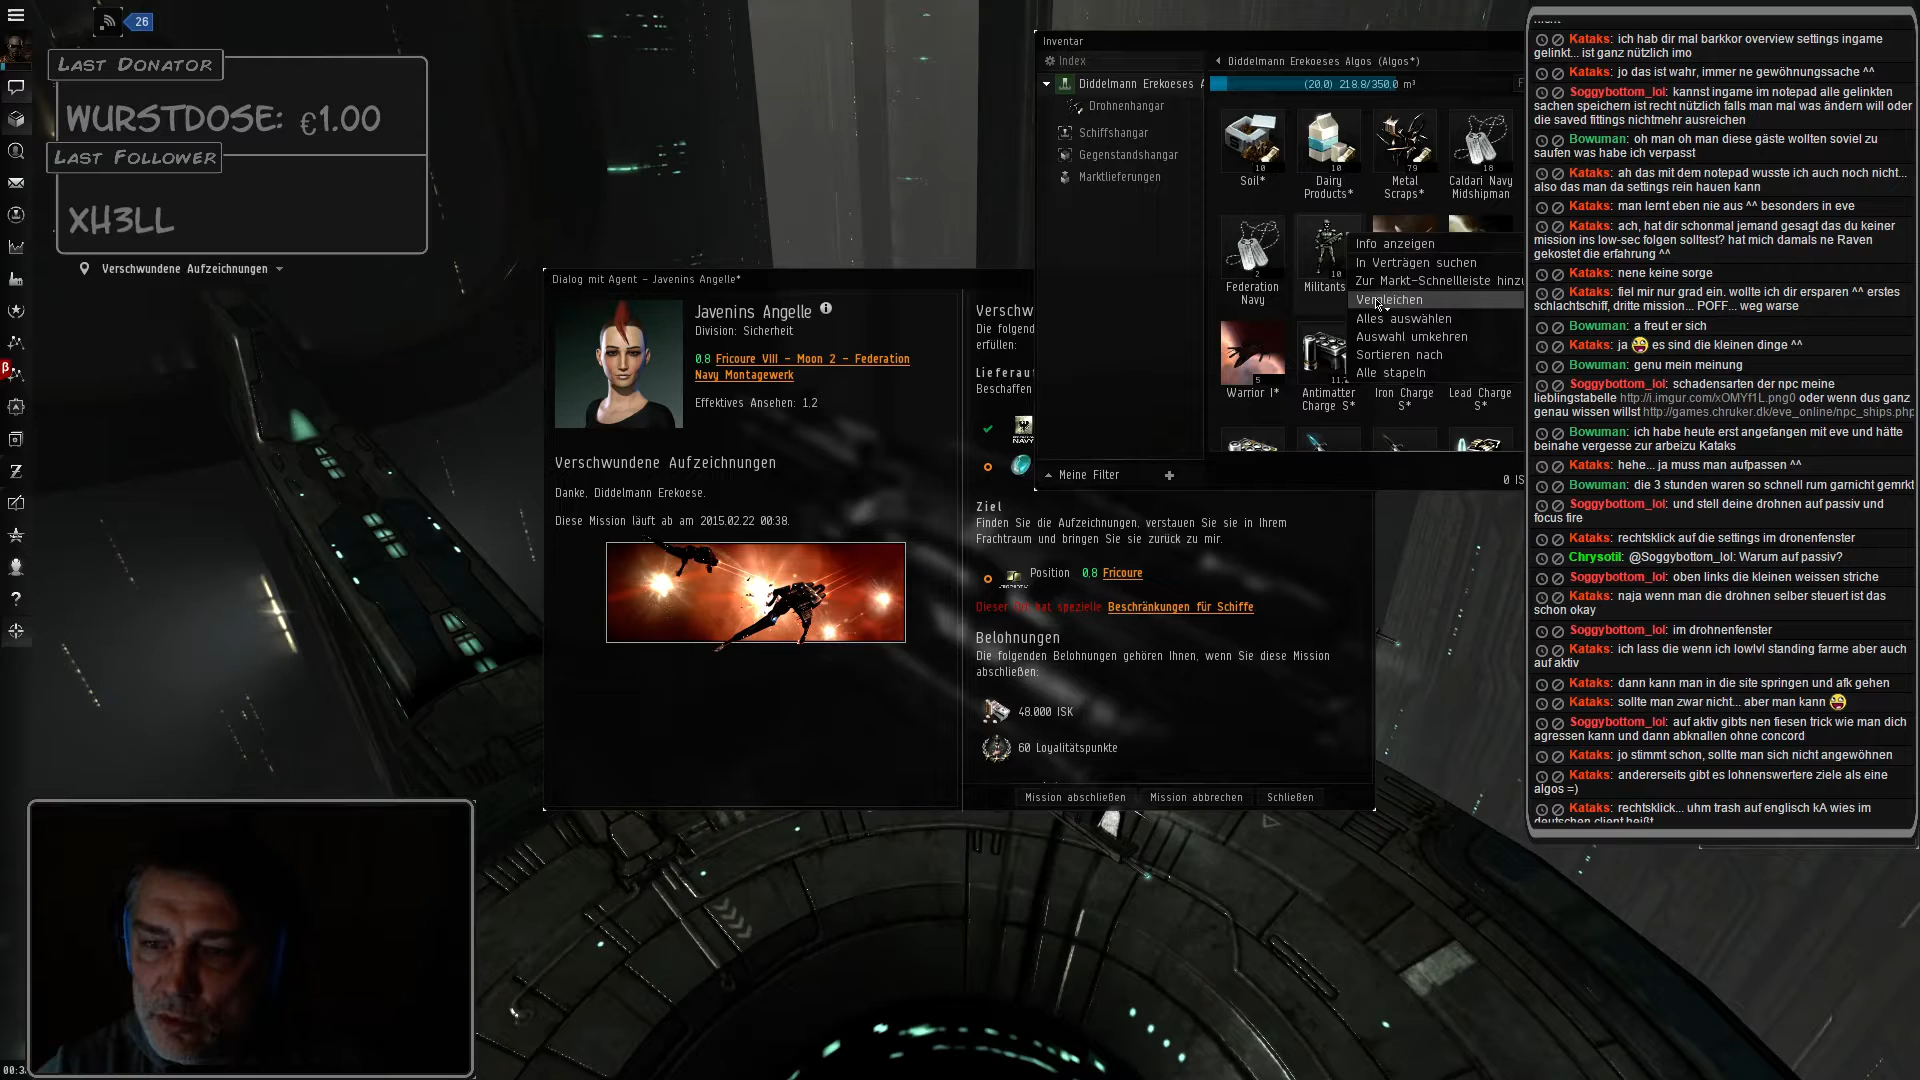 26
LAST DONATOR
WURSTDOSE: €1.00
LAST FOLLOWER
XH3LL
Verschwundene Aufzeichnungen
Dialog mit Agent - Javenins Angelle*
Javenins Angelle
Division: Sicherheit
0,8 Fricoure VIII - Moon 2 - Federation
Navy Montagewerk
Effektives Ansehen: 1,2
Verschwundene Aufzeichnungen
Danke, Diddelmann Erekoese.
Diese Mission läuft ab am 2015.02.22 00:38.
Verschw
Die folgend
erfüllen:
Lieferau
Beschaffen
NAVY
Ziel
Finden Sie die Aufzeichnungen, verstauen Sie sie in Ihrem
Frachtraum und bringen Sie sie zurück zu mir.
Position 0,8 Fricoure
Dieser Ort hat spezielle Beschränkungen für Schiffe
Belohnungen
Die folgenden Belohnungen gehören Ihnen, wenn Sie diese Mission
abschließen:
48.000 ISK
60 Loyalitätspunkte
Mission abschließen Mission abbrechen Schließen
Inventar
Index
Diddelmann Erekoeses A
Drohnenhangar
Schiffshangar
Gegenstandshangar
Marktlieferungen
Meine Filter
Diddelmann Erekoeses Algos (Algos*)
(20,0) 218,8/350,0 m³
10 10 79 18
Soil*
Dairy
Products*
Metal
Scraps*
Caldari Navy
Midshipman
2 10
Federation
Navy
Militants
5
Warrior I*
Antimatter
Charge S*
Iron Charge
S*
Lead Charge
S*
0 IS
Info anzeigen
In Verträgen suchen
Zur Markt-Schnellleiste hinzu
Vergleichen
Alles auswählen
Auswahl umkehren
Sortieren nach
Alle stapeln
Kataks: ich hab dir mal barkkor overview settings ingame
gelinkt... ist ganz nützlich imo
Kataks: jo das ist wahr, immer ne gewöhnungssache ^^
Soggybottom_lol: kannst ingame im notepad alle gelinkten
sachen speichern ist recht nützlich falls man mal was ändern will oder
die saved fittings nichtmehr ausreichen
Bowuman: oh man oh man diese gäste wollten soviel zu
saufen was habe ich verpasst
Kataks: ah das mit dem notepad wusste ich auch noch nicht...
also das man da settings rein hauen kann
Kataks: man lernt eben nie aus ^^ besonders in eve
Kataks: ach, hat dir schonmal jemand gesagt das du keiner
mission ins low-sec folgen solltest? hat mich damals ne Raven
gekostet die erfahrung ^^
Kataks: nene keine sorge
Kataks: fiel mir nur grad ein. wollte ich dir ersparen ^^ erstes
schlachtschiff, dritte mission... POFF... weg warse
Bowuman: a freut er sich
Kataks: ja es sind die kleinen dinge ^^
Bowuman: genu mein meinung
Soggybottom_lol: schadensarten der npc meine
lieblingstabelle http://i.imgur.com/xOMYf1L.png0 oder wenn dus ganz
genau wissen willst http://games.chruker.dk/eve_online/npc_ships.php
Bowuman: ich habe heute erst angefangen mit eve und hätte
beinahe vergesse zur arbeizu Kataks
Kataks: hehe... ja muss man aufpassen ^^
Bowuman: die 3 stunden waren so schnell rum garnicht gemrkt
Soggybottom_lol: und stell deine drohnen auf passiv und
focus fire
Kataks: rechtsklick auf die settings im dronenfenster
Chrysotil: @Soggybottom_lol: Warum auf passiv?
Soggybottom_lol: oben links die kleinen weissen striche
Kataks: naja wenn man die drohnen selber steuert ist das
schon okay
Soggybottom_lol: im drohnenfenster
Kataks: ich lass die wenn ich lowlvl standing farme aber auch
auf aktiv
Kataks: dann kann man in die site springen und afk gehen
Kataks: sollte man zwar nicht... aber man kann
Soggybottom_lol: auf aktiv gibts nen fiesen trick wie man dich
agressen kann und dann abknallen ohne concord
Kataks: jo stimmt schon, sollte man sich nicht angewöhnen
Kataks: andererseits gibt es lohnenswertere ziele als eine
algos =)
Kataks: rechtsklick... uhm trash auf englisch kA wies im
deutschen client heißt